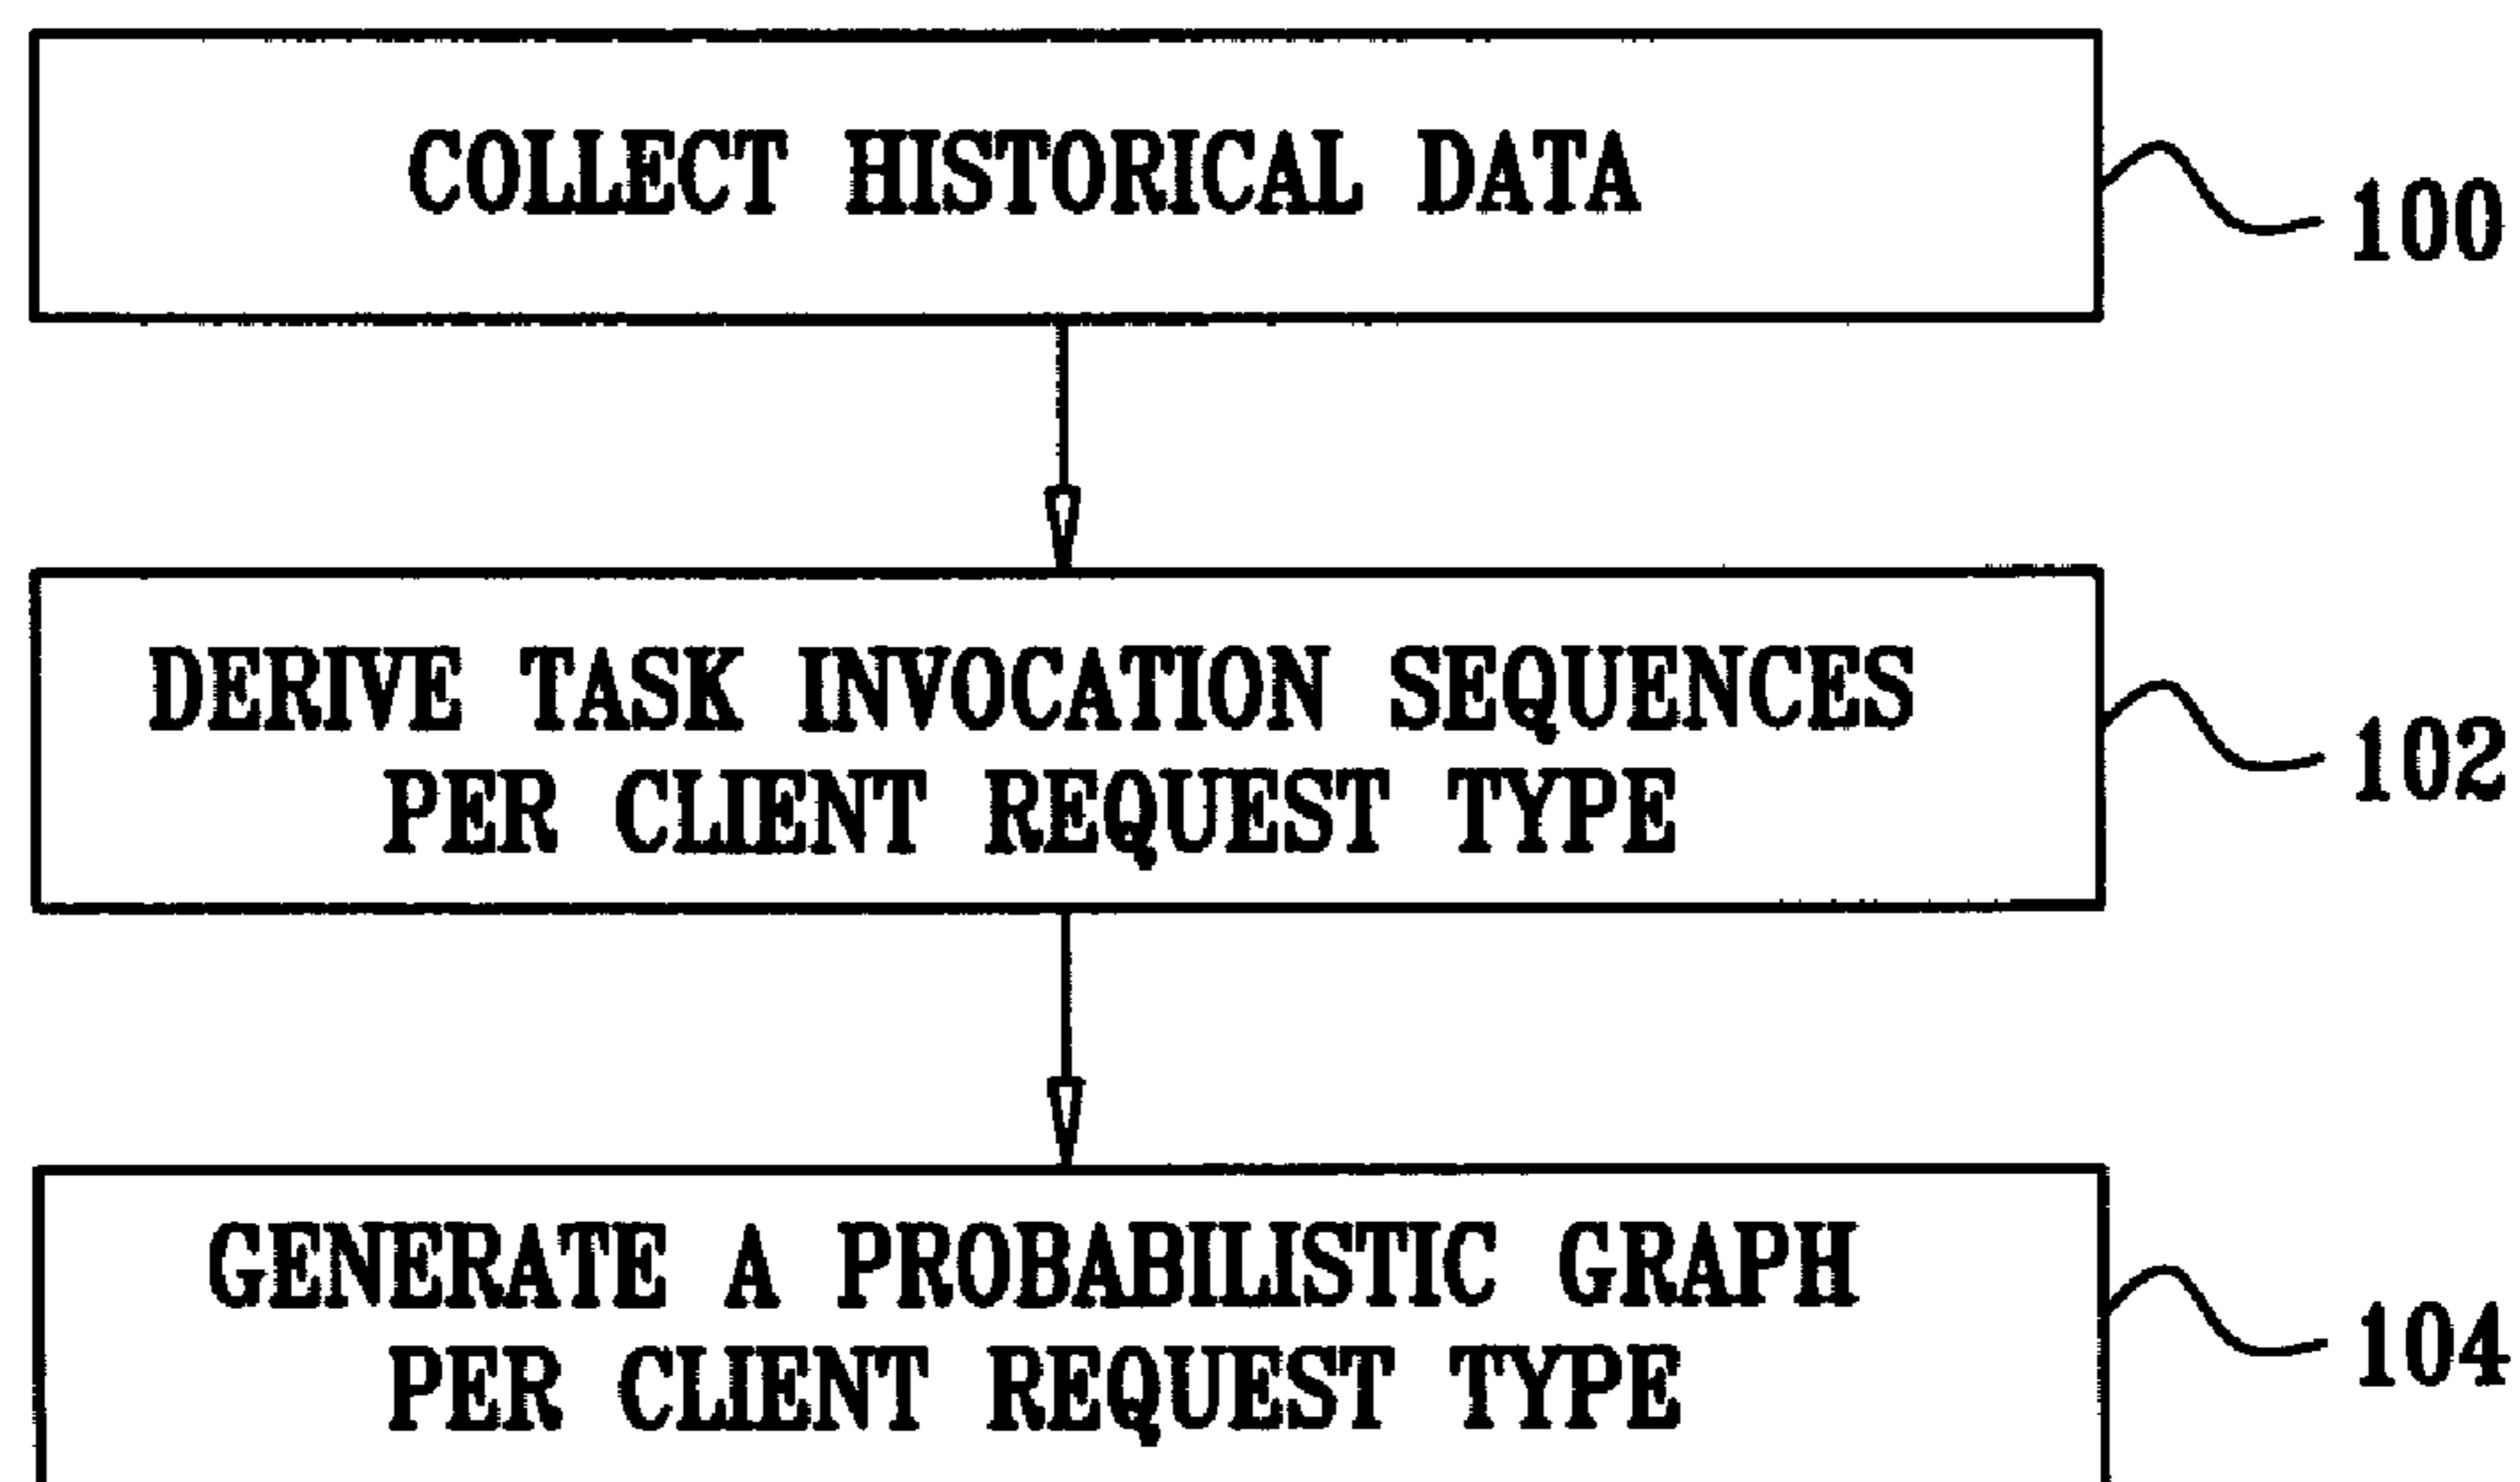 COLLECT HISTORICAL DATA
100
DERIVE TASK INVOCATION SEQUENCES
PER CLIENT REQUEST TYPE
102
GENERATE A PROBABILISTIC GRAPH
PER CLIENT REQUEST TYPE
104